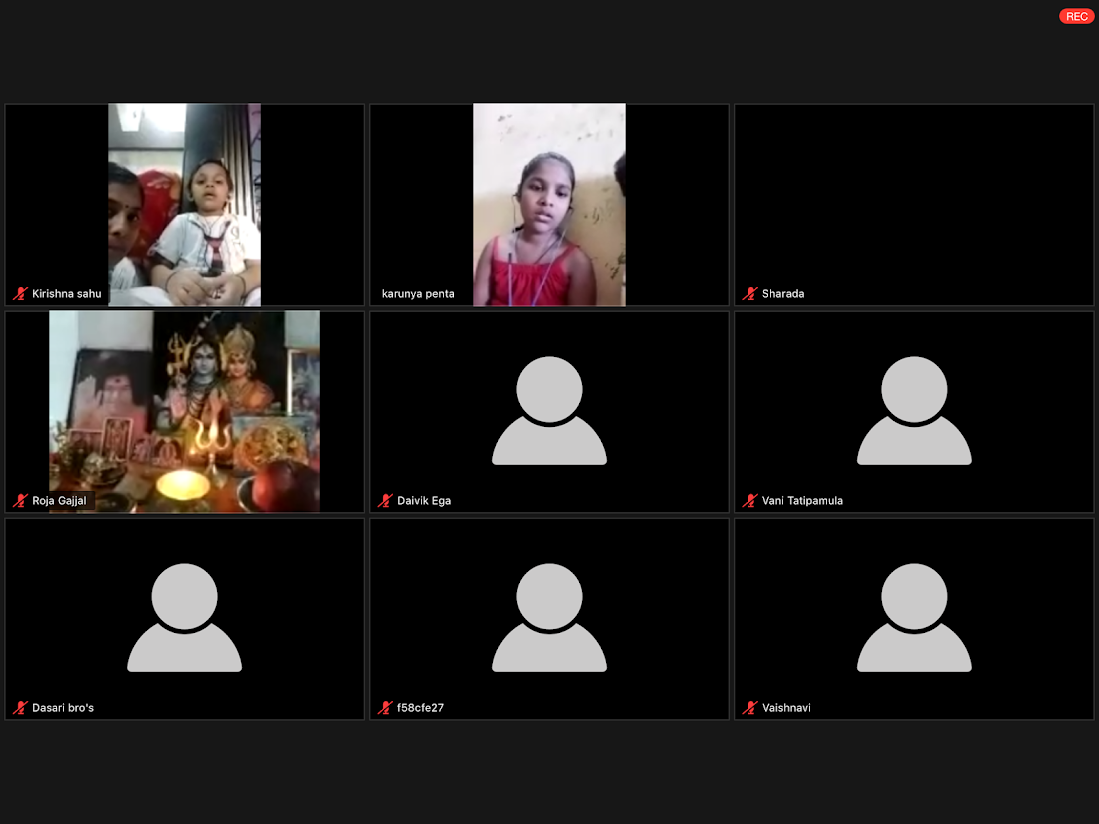 REC
Kirishna sahu
karunya penta
Sharada
Roja Gajjal
Daivik Ega
Vani Tatipamula
Dasari bro's
f58cfe27
Vaishnavi